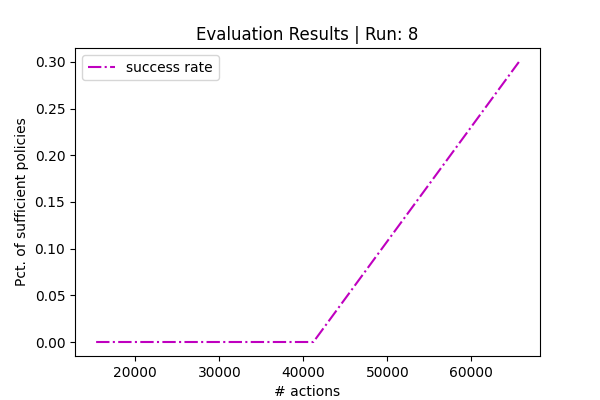 Evaluation Results | Run: 8
success rate
Pct. of sufficient policies
0.30
0.25
0.20
0.15
0.10
0.05
0.00
20000 30000 40000 50000 60000
# actions